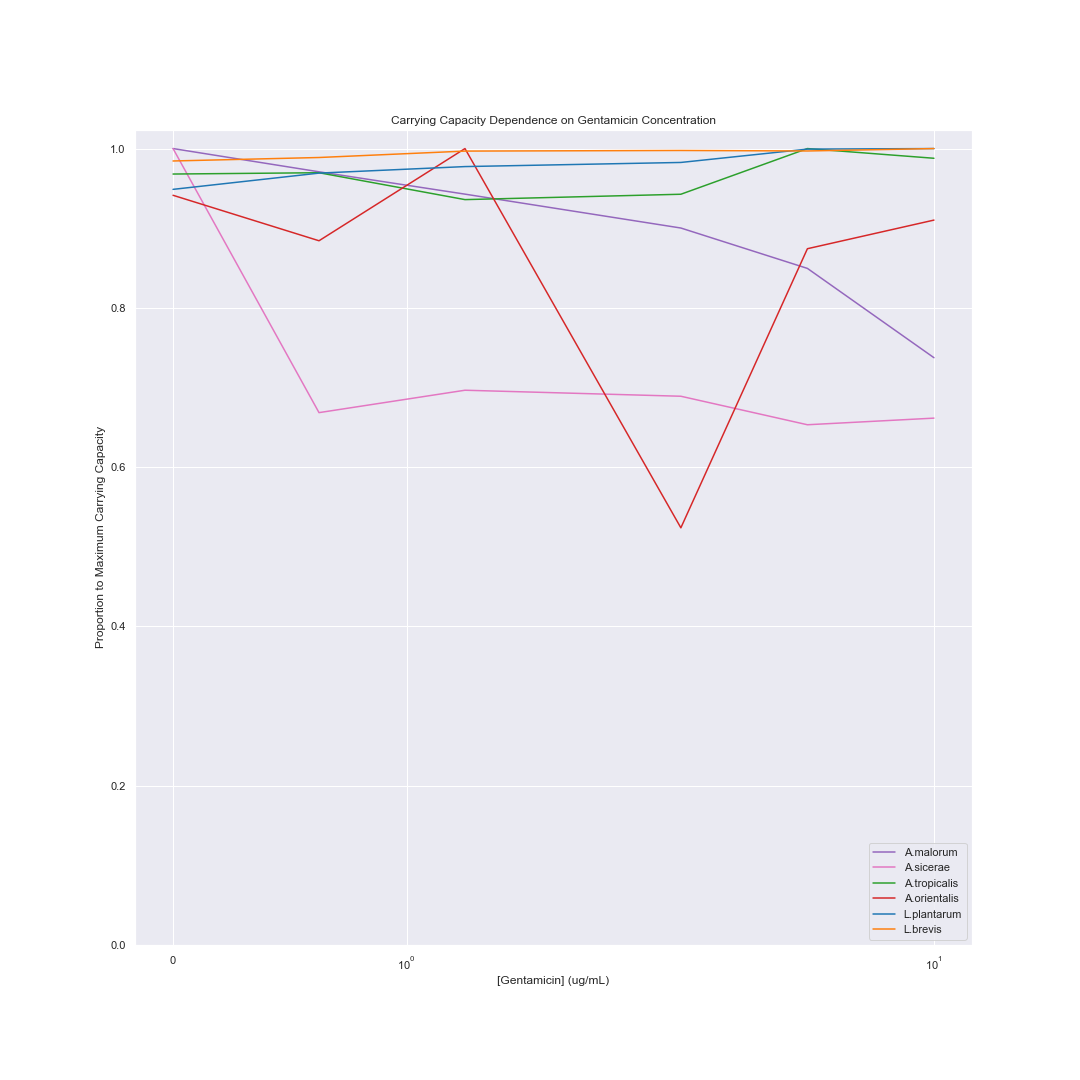 Carrying Capacity Dependence on Gentamicin Concentration
1.0
0.8
0.6
0.4
0.2
0.0
Proportion to Maximum Carrying Capacity
A.malorum
A.sicerae
A.tropicalis
A.orientalis
L.plantarum
L.brevis
0 10⁰ 10¹
[Gentamicin] (ug/mL)